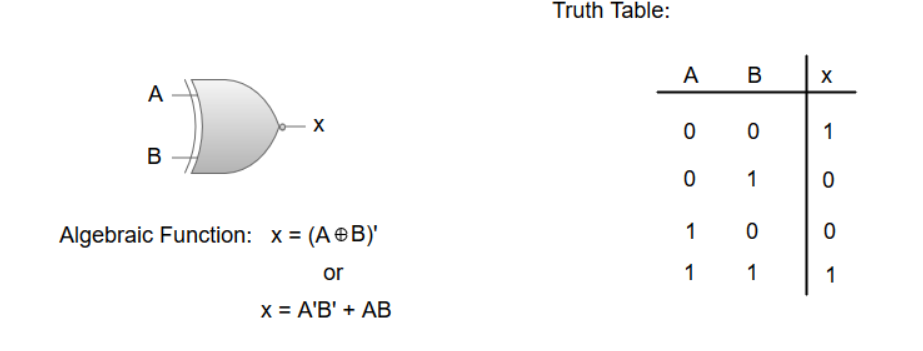 Truth Table:
A B x
A
x
0 0 1
B
0 1 0
Algebraic Function: x = (A⊕B)'
1 0 0
or
1 1 1
x = A'B' + AB